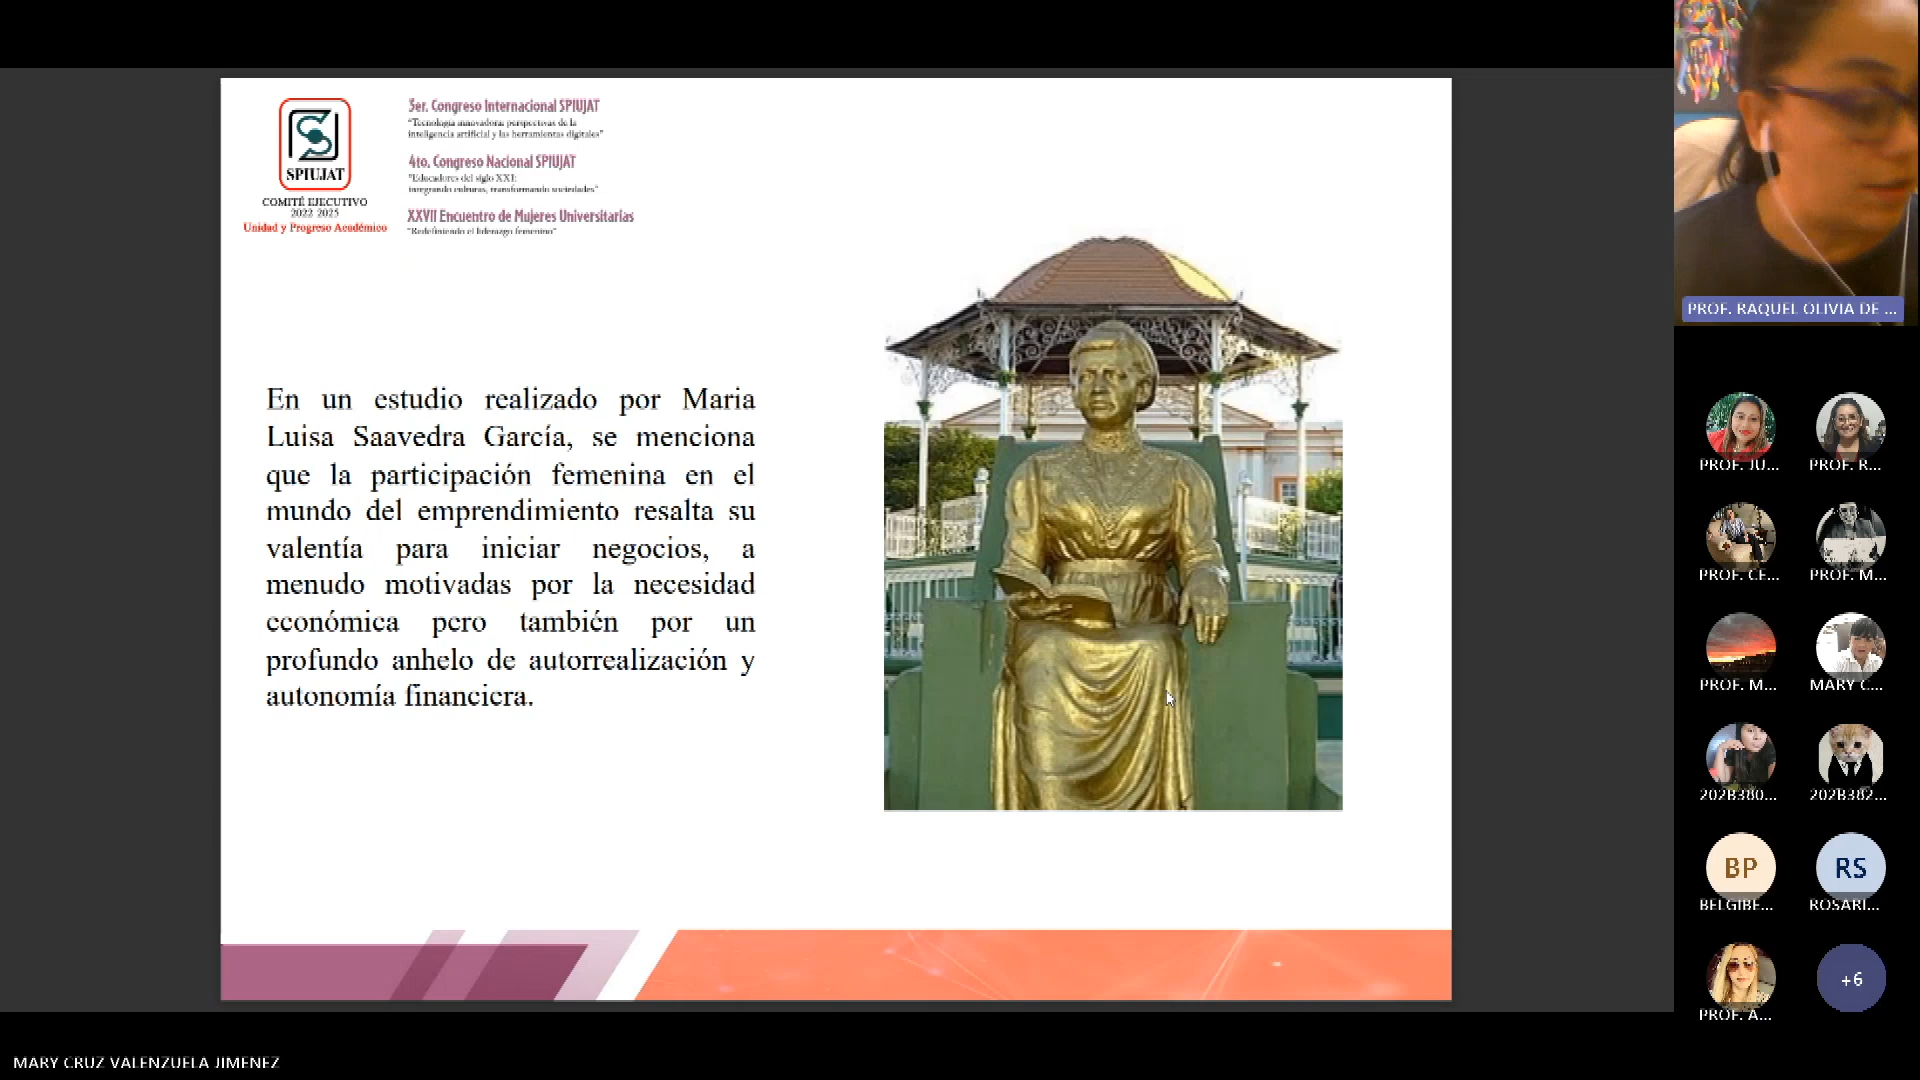 SPIUJAT
COMITÉ EJECUTIVO
2022 2025
Unidad y Progreso Académico
3er. Congreso Internacional SPIUJAT
"Tecnología innovadora: perspectivas de la
inteligencia artificial y las herramientas digitales"
4to. Congreso Nacional SPIUJAT
"Educadores del siglo XXI:
integrando culturas, transformando sociedades"
XXVII Encuentro de Mujeres Universitarias
"Redefiniendo el liderazgo femenino"
En un estudio realizado por Maria
Luisa Saavedra García, se menciona
que la participación femenina en el
mundo del emprendimiento resalta su
valentía para iniciar negocios, a
menudo motivadas por la necesidad
económica pero también por un
profundo anhelo de autorrealización y
autonomía financiera.
PROF. RAQUEL OLIVIA DE ...
PROF. JU...
PROF. R...
PROF. CE...
PROF. M...
PROF. M...
MARY C...
202B380...
202B382...
BP
RS
BELGIBE...
ROSARI...
+6
PROF. A...
MARY CRUZ VALENZUELA JIMENEZ